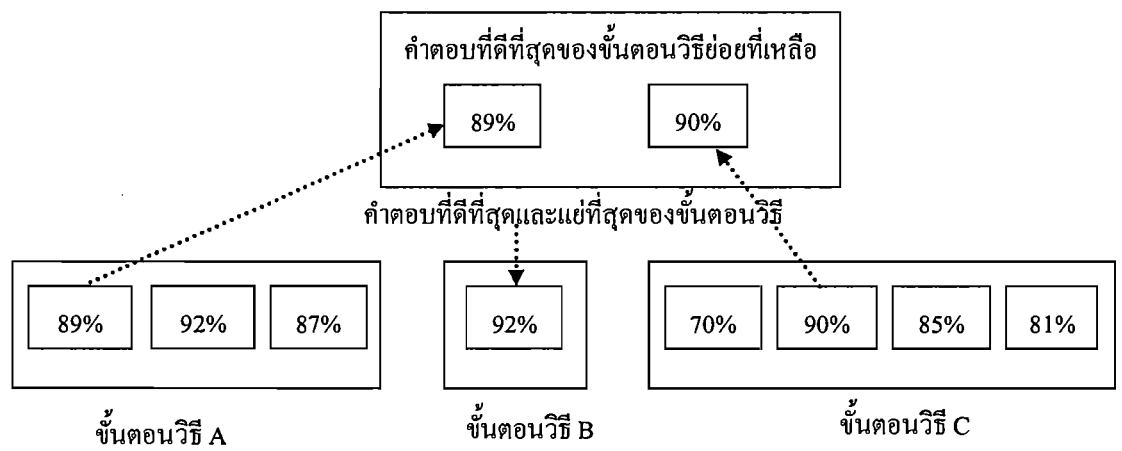 คำตอบที่ดีที่สุดของขั้นตอนวิธีย่อยที่เหลือ
89% 90%
คำตอบที่ดีที่สุดและแย่ที่สุดของขั้นตอนวิธี
89% 92% 87% 92% 70% 90% 85% 81%
ขั้นตอนวิธี A ขั้นตอนวิธี B ขั้นตอนวิธี C